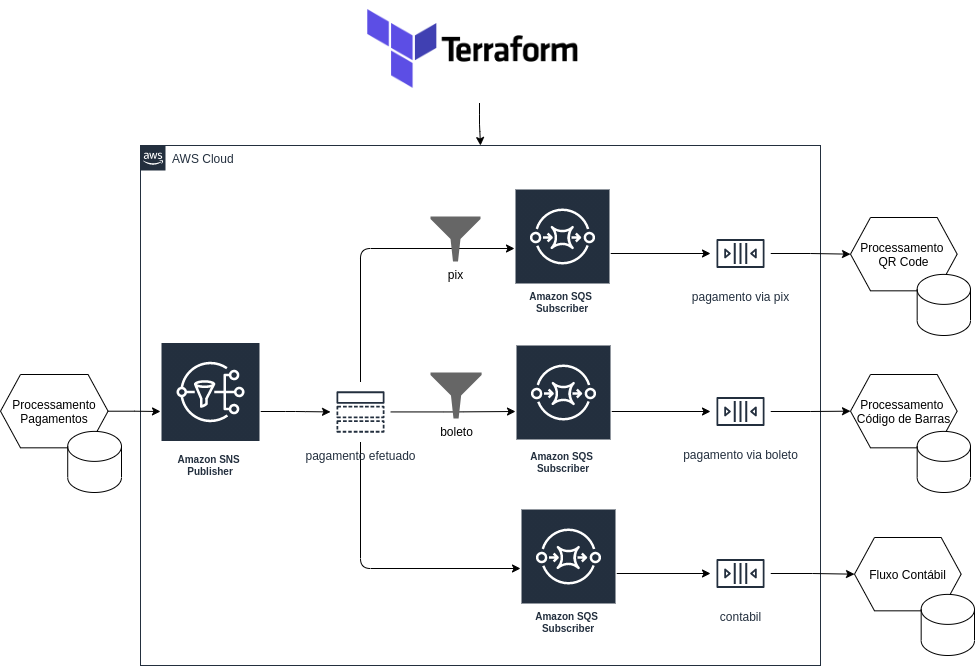 Terraform
aws
AWS Cloud
pix
Amazon SQS
Subscriber
pagamento via pix
Processamento
QR Code
Processamento
Pagamentos
Amazon SNS
Publisher
pagamento efetuado
boleto
Amazon SQS
Subscriber
pagamento via boleto
Processamento
Código de Barras
Amazon SQS
Subscriber
contabil
Fluxo Contábil